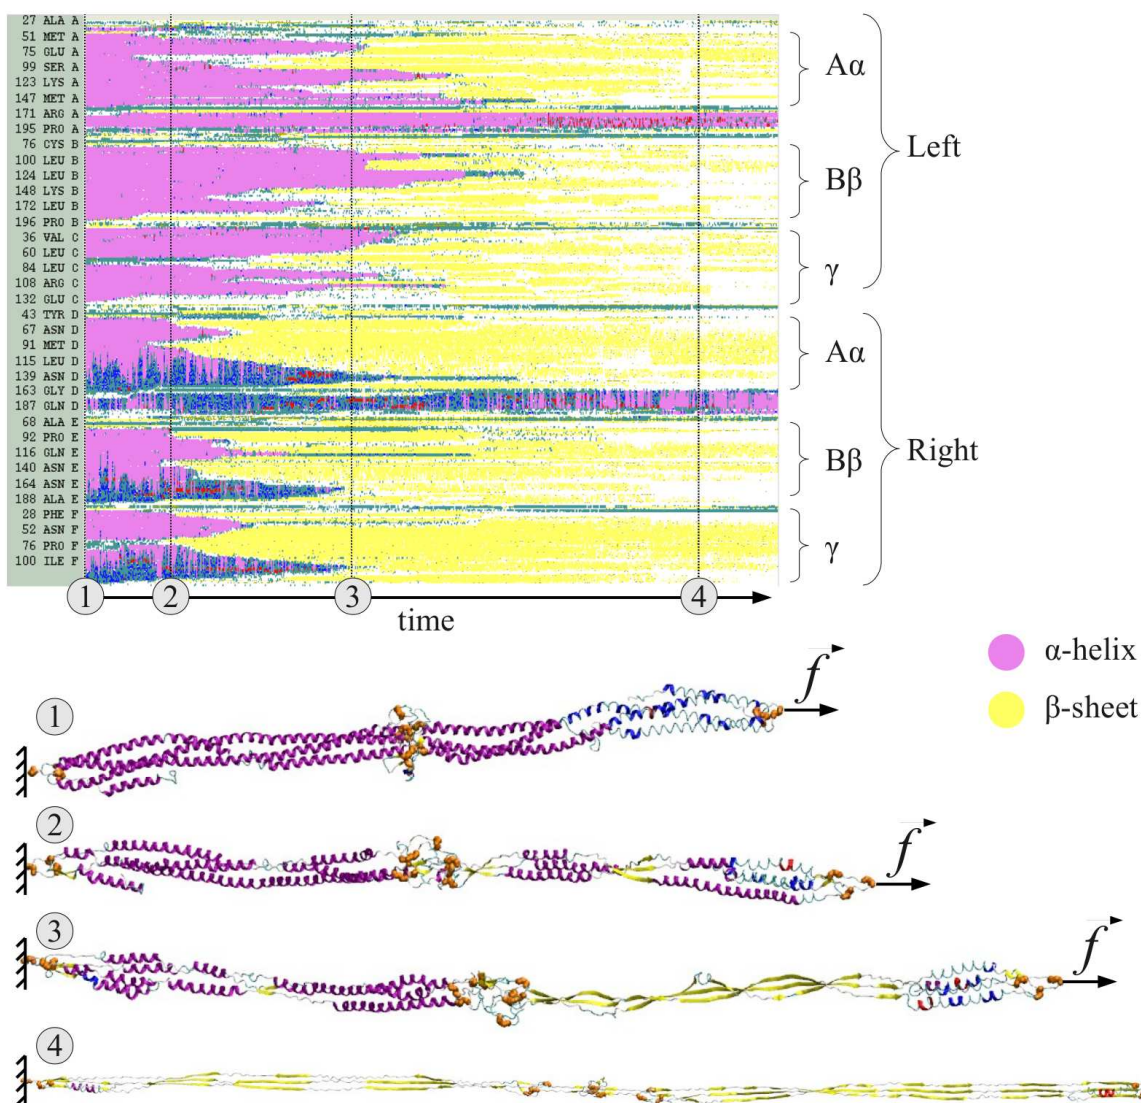 27 ALA A
51 MET A
75 GLU A
99 SER A
123 LYS A
147 MET A
171 ARG A
195 PRO A
76 CYS B
100 LEU B
124 LEU B
148 LYS B
172 LEU B
196 PRO B
36 VAL C
60 LEU C
84 LEU C
108 ARG C
132 GLU C
43 TYR D
67 ASN D
91 MET D
115 LEU D
139 ASN D
163 GLY D
187 GLN D
68 ALA E
92 PRO E
116 GLN E
140 ASN E
164 ASN E
188 ALA E
28 PHE F
52 ASN F
76 PRO F
100 ILE F
Aα
Bβ
γ
Left
Aα
Bβ
γ
Right
1 2 3 4
time
α-helix
β-sheet
1
f
2
f
3
f
4